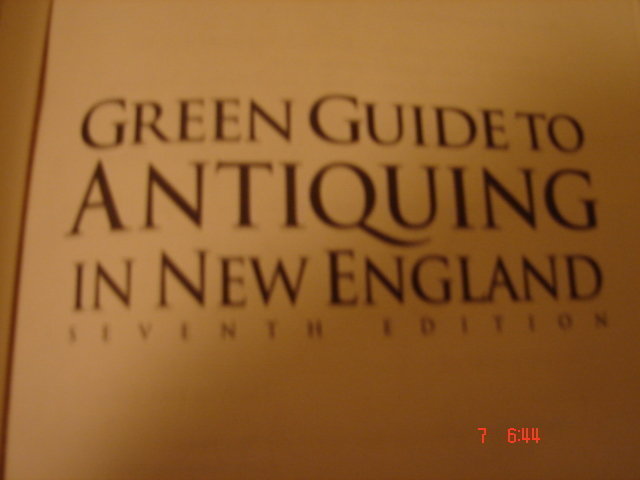 GREEN GUIDE TO
ANTIQUING
IN NEW ENGLAND
SEVENTH EDITION
7 6:44